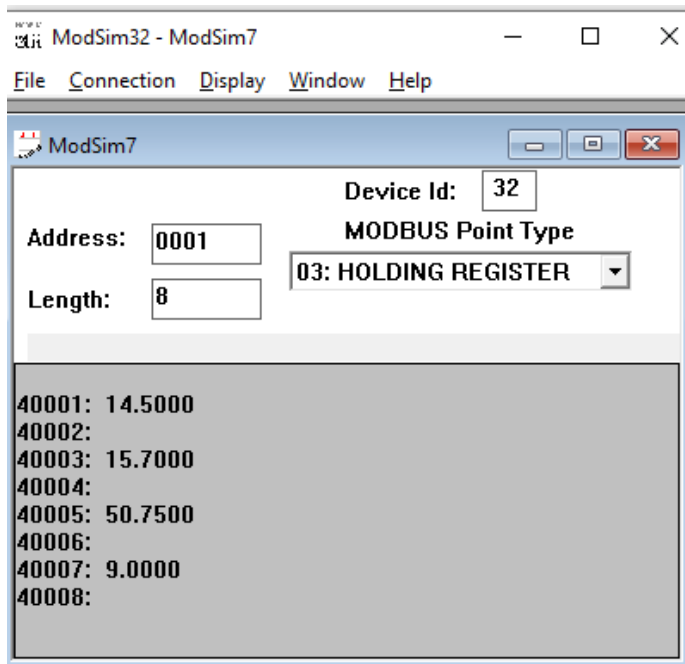 ModSim32 - ModSim7
File Connection Display Window Help
ModSim7
Device Id: 32
Address: 0001
MODBUS Point Type
03: HOLDING REGISTER
Length: 8
40001: 14.5000
40002:
40003: 15.7000
40004:
40005: 50.7500
40006:
40007: 9.0000
40008: